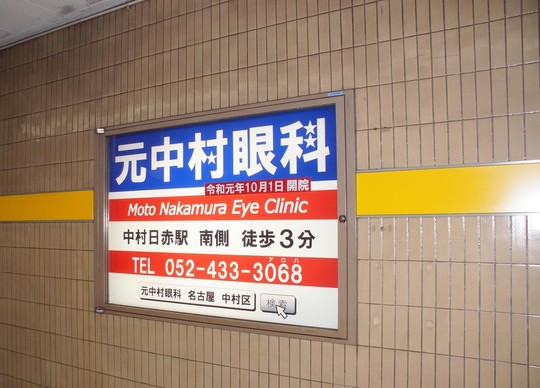 元中村眼科
令和元年10月1日開院
Moto Nakamura Eye Clinic
中村日赤駅 南側 徒歩3分
アロハ
TEL 052-433-3068
元中村眼科 名古屋 中村区 検索